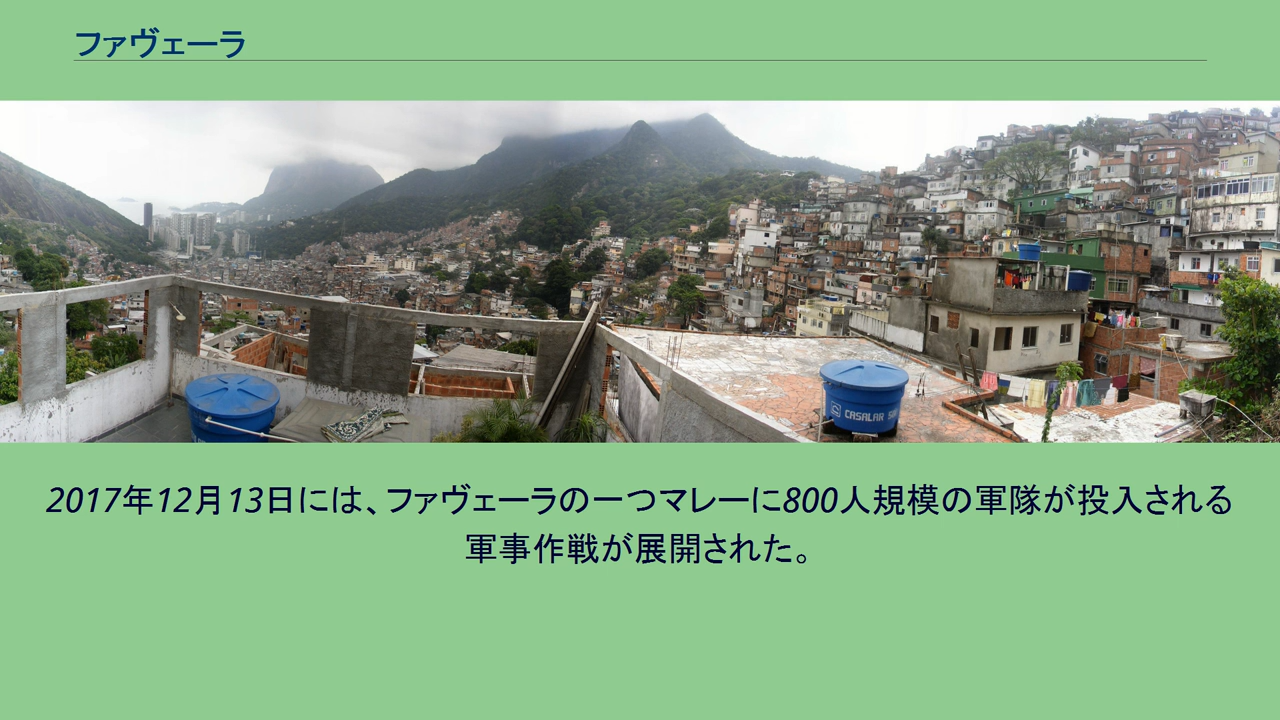 ファヴェーラ
CASALAR
2017年12月13日には、ファヴェーラの一つマレーに800人規模の軍隊が投入される
軍事作戦が展開された。